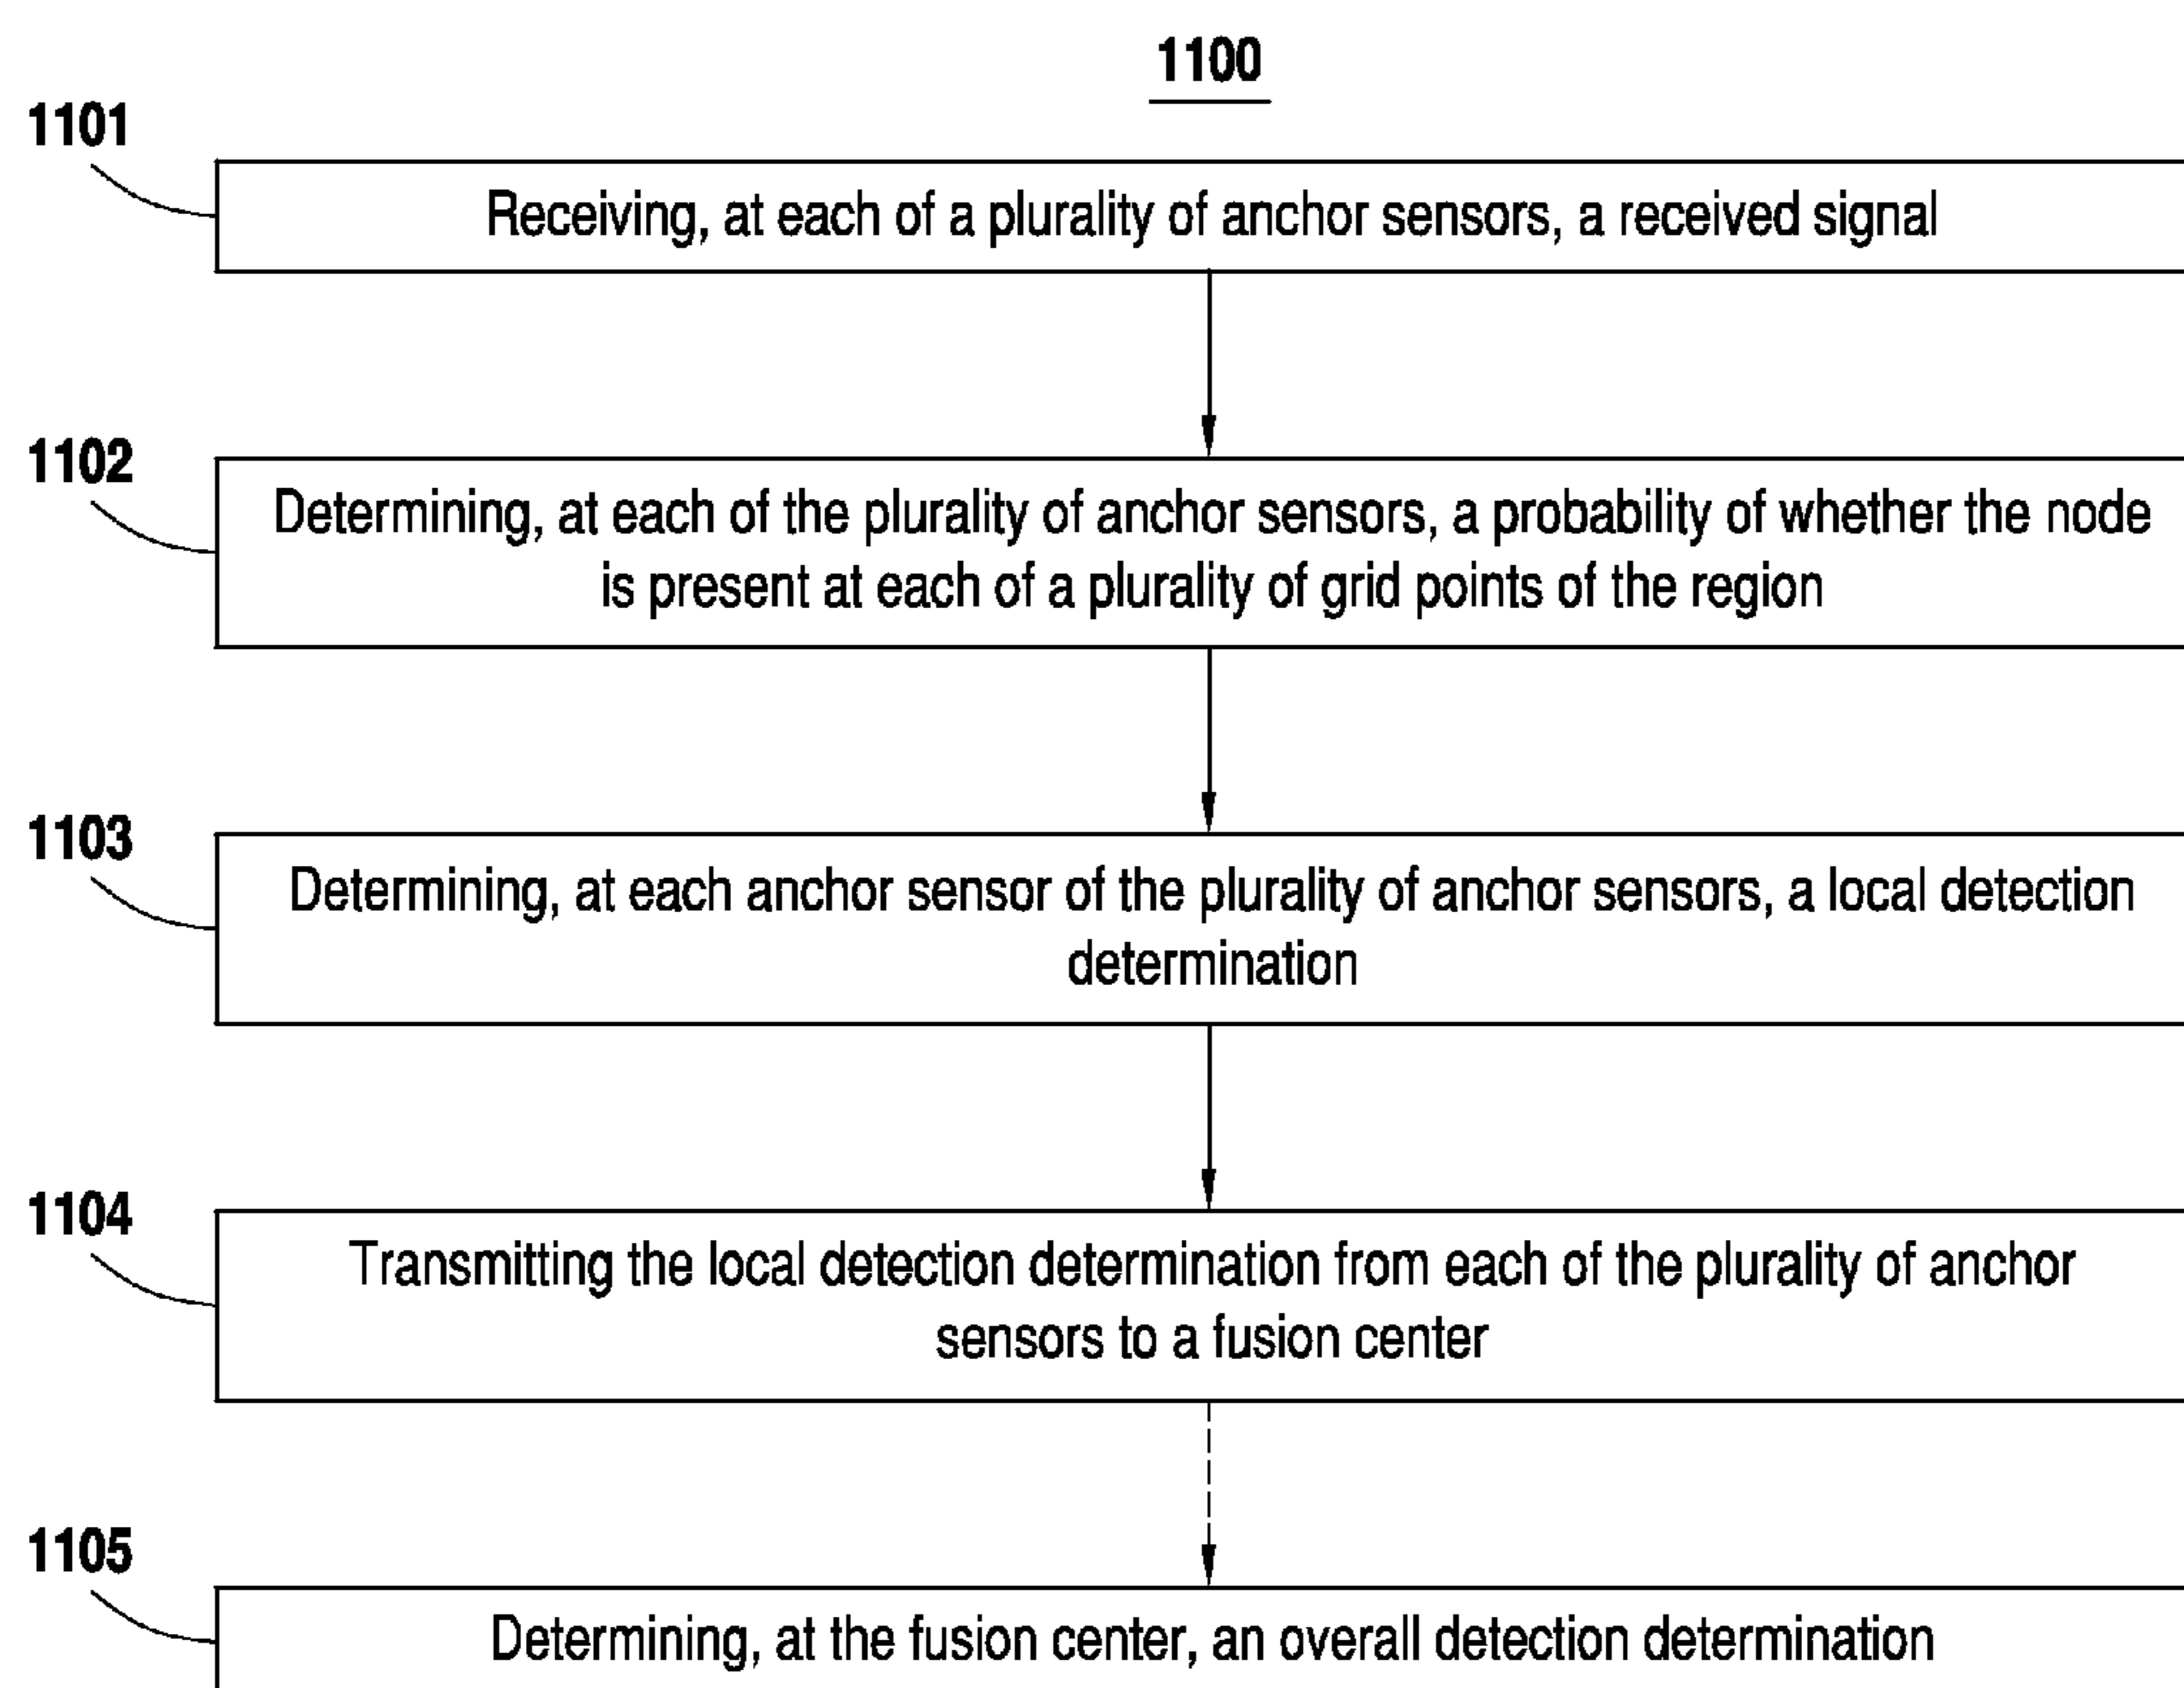 1100
1101
Receiving, at each of a plurality of anchor sensors, a received signal
1102
Determining, at each of the plurality of anchor sensors, a probability of whether the node
is present at each of a plurality of grid points of the region
1103
Determining, at each anchor sensor of the plurality of anchor sensors, a local detection
determination
1104
Transmitting the local detection determination from each of the plurality of anchor
sensors to a fusion center
1105
Determining, at the fusion center, an overall detection determination